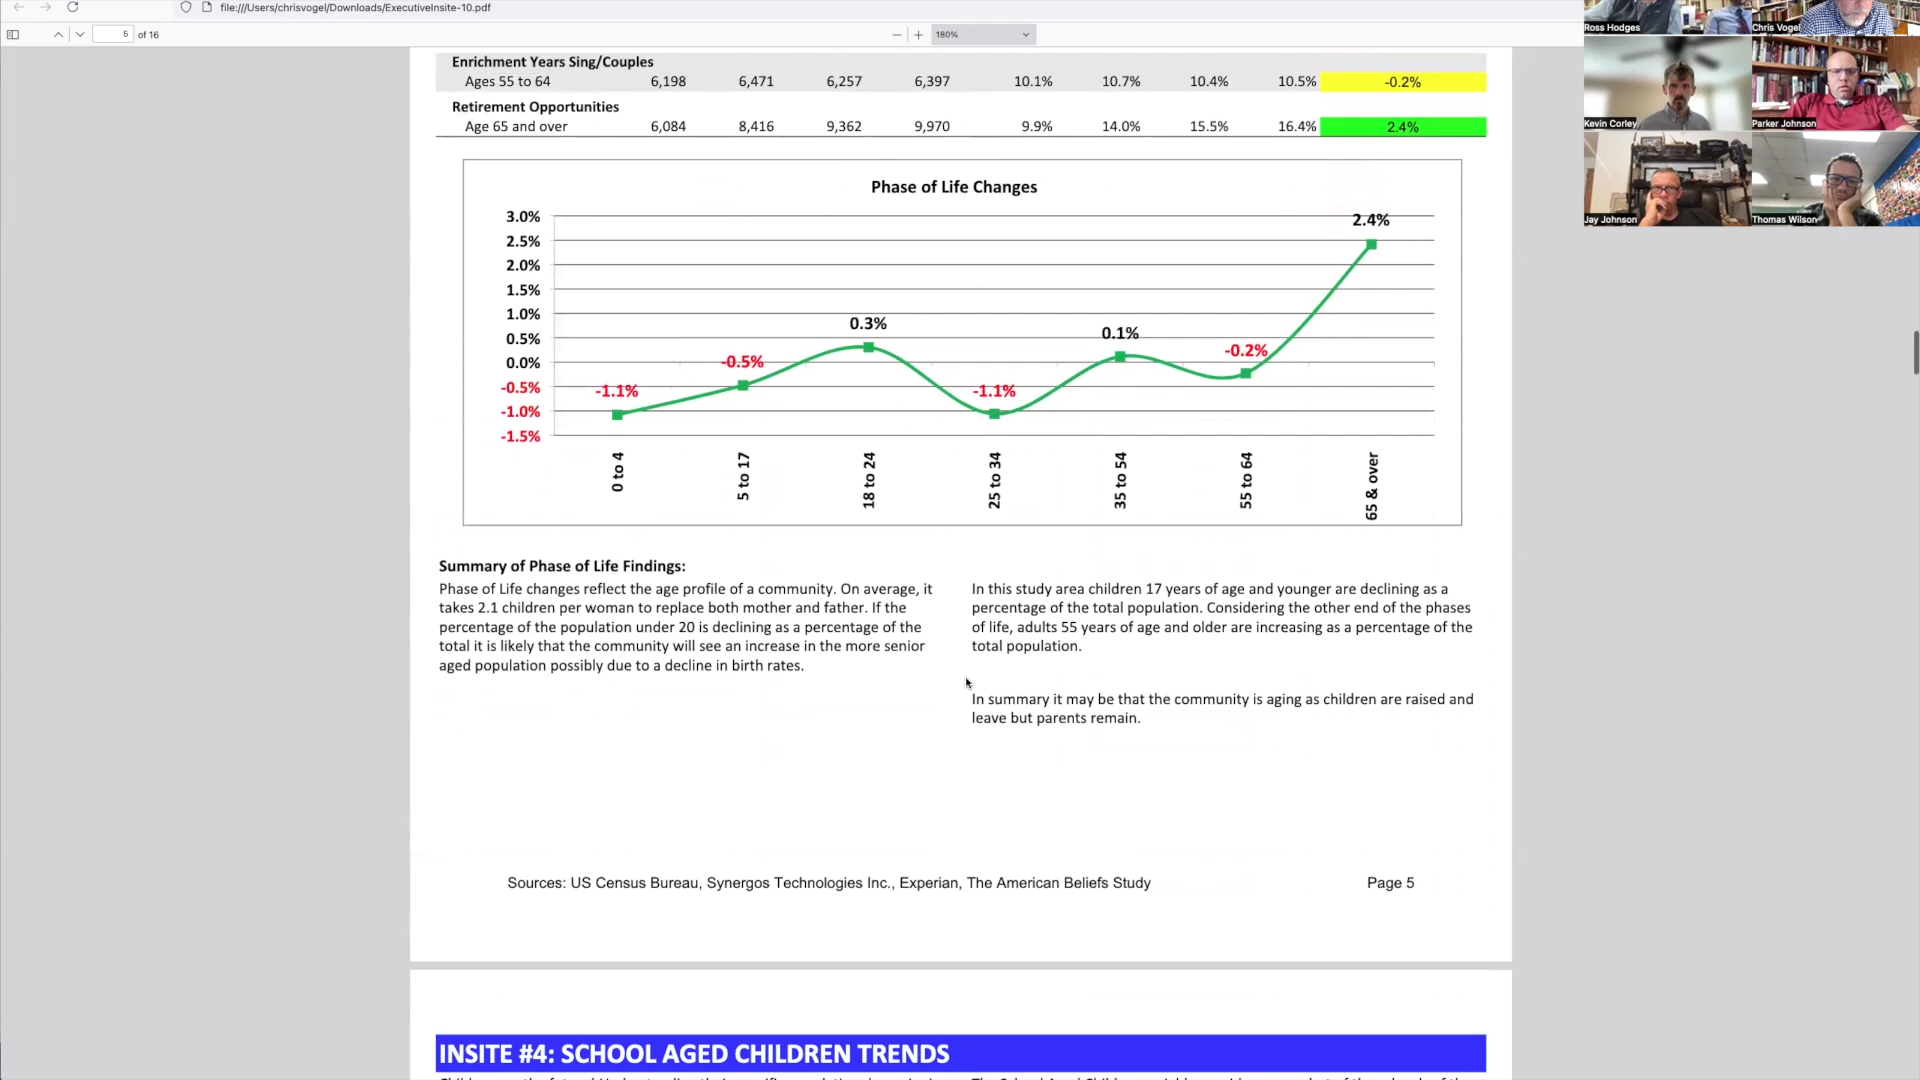 file:///Users/chrisvogel/Downloads/ExecutiveInsite-10.pdf
5 of 16
180%
Ross Hodges
Chris Vogel
Kevin Corley
Parker Johnson
Jay Johnson
Thomas Wilson
Enrichment Years Sing/Couples
Ages 55 to 64 6,198 6,471 6,257 6,397 10.1% 10.7% 10.4% 10.5% -0.2%
Retirement Opportunities
Age 65 and over 6,084 8,416 9,362 9,970 9.9% 14.0% 15.5% 16.4% 2.4%
Phase of Life Changes
3.0%
2.5%
2.0%
1.5%
1.0%
0.5%
0.0%
-0.5%
-1.0%
-1.5%
-1.1%
-0.5%
0.3%
-1.1%
0.1%
-0.2%
2.4%
0 to 4
5 to 17
18 to 24
25 to 34
35 to 54
55 to 64
65 & over
Summary of Phase of Life Findings:
Phase of Life changes reflect the age profile of a community. On average, it
takes 2.1 children per woman to replace both mother and father. If the
percentage of the population under 20 is declining as a percentage of the
total it is likely that the community will see an increase in the more senior
aged population possibly due to a decline in birth rates.
In this study area children 17 years of age and younger are declining as a
percentage of the total population. Considering the other end of the phases
of life, adults 55 years of age and older are increasing as a percentage of the
total population.
In summary it may be that the community is aging as children are raised and
leave but parents remain.
Sources: US Census Bureau, Synergos Technologies Inc., Experian, The American Beliefs Study
Page 5
INSITE #4: SCHOOL AGED CHILDREN TRENDS